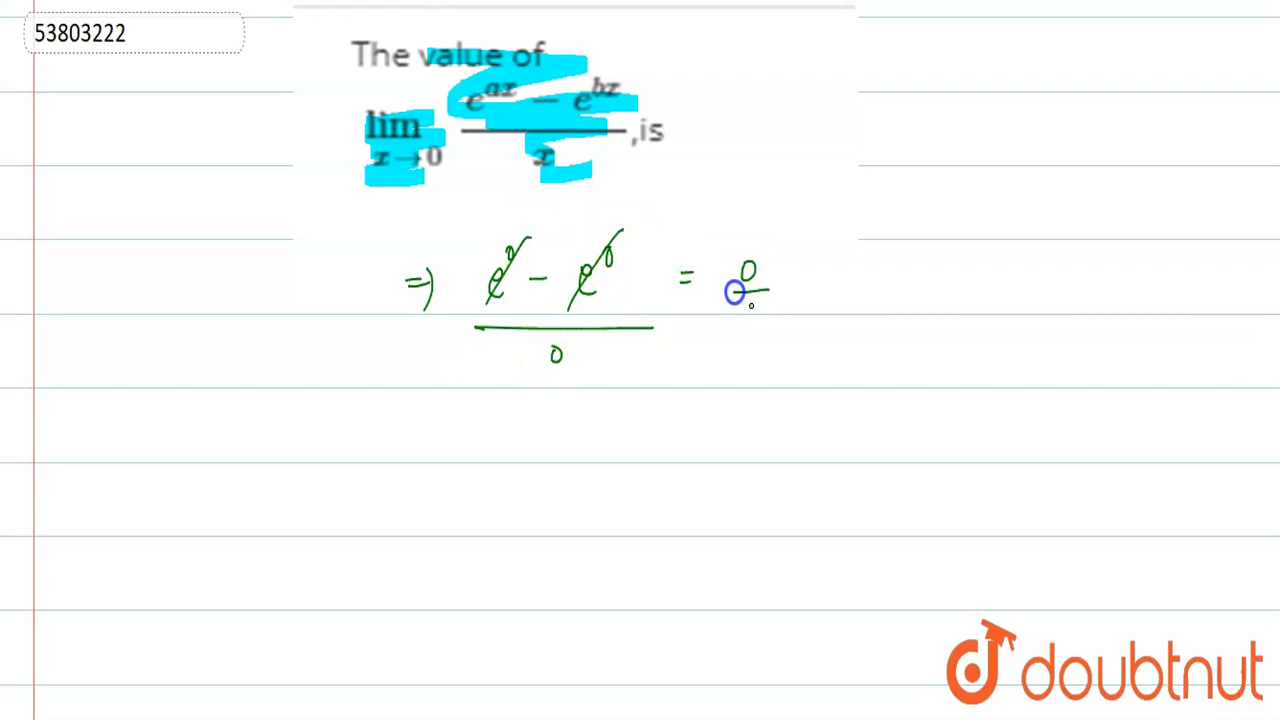 53803222
The value of
lim x→0 (e^{ax} − e^{bx})/x ,is
⇒ (e^0 − e^0)/0 = 0/0
doubtnut